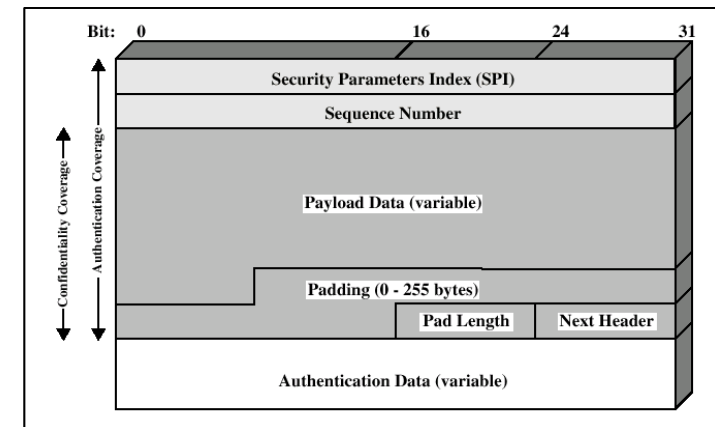 Bit: 0 16 24 31
Security Parameters Index (SPI)
Sequence Number
Confidentiality Coverage
Authentication Coverage
Payload Data (variable)
Padding (0 - 255 bytes)
Pad Length Next Header
Authentication Data (variable)